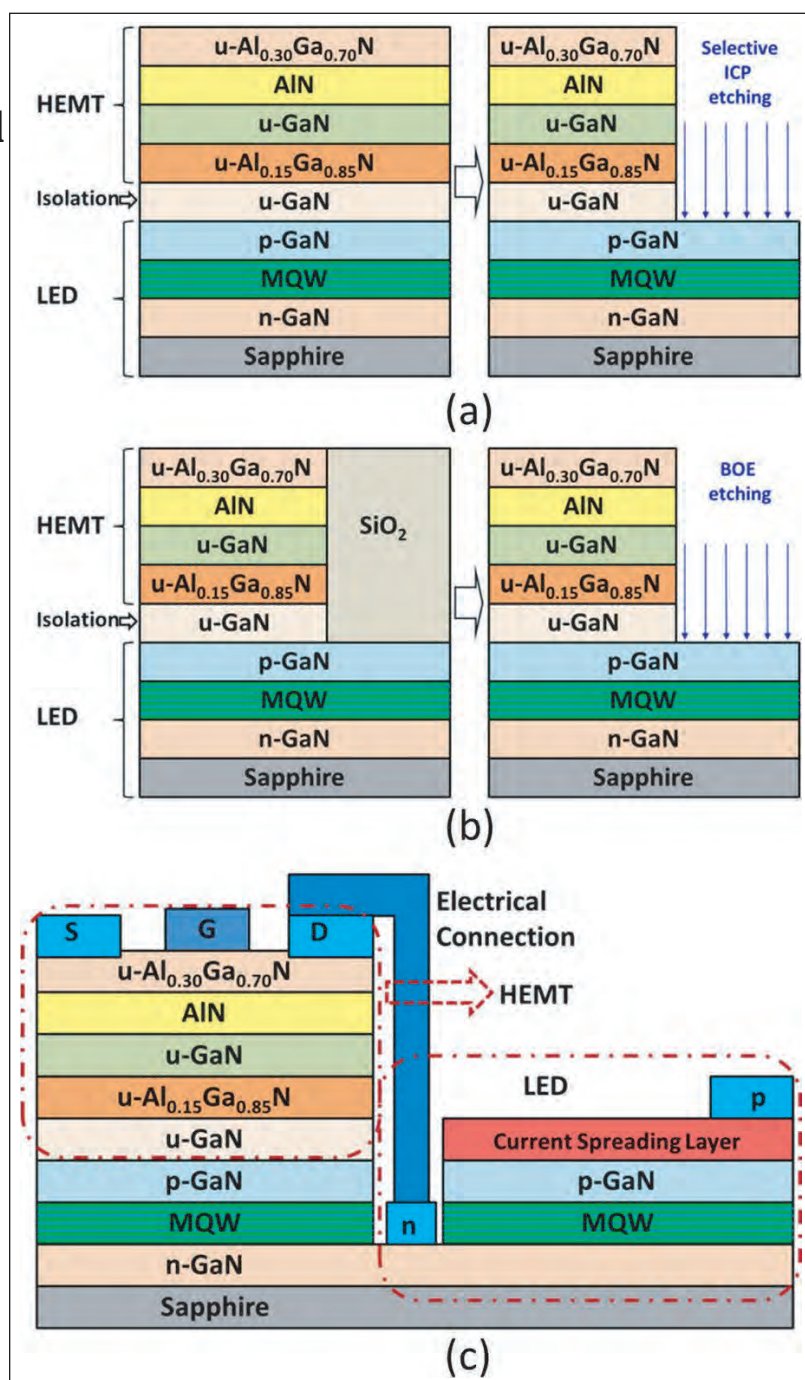 u-Al0.30Ga0.70N
AlN
u-GaN
u-Al0.15Ga0.85N
u-GaN
p-GaN
MQW
n-GaN
Sapphire
HEMT
Isolation
LED
u-Al0.30Ga0.70N
AlN
u-GaN
u-Al0.15Ga0.85N
u-GaN
p-GaN
MQW
n-GaN
Sapphire
Selective
ICP
etching
(a)
u-Al0.30Ga0.70N
AlN
u-GaN
u-Al0.15Ga0.85N
u-GaN
SiO2
p-GaN
MQW
n-GaN
Sapphire
HEMT
Isolation
LED
u-Al0.30Ga0.70N
AlN
u-GaN
u-Al0.15Ga0.85N
u-GaN
p-GaN
MQW
n-GaN
Sapphire
BOE
etching
(b)
S
G
D
Electrical
Connection
HEMT
u-Al0.30Ga0.70N
AlN
u-GaN
u-Al0.15Ga0.85N
u-GaN
p-GaN
MQW
n-GaN
Sapphire
n
LED
p
Current Spreading Layer
p-GaN
MQW
(c)